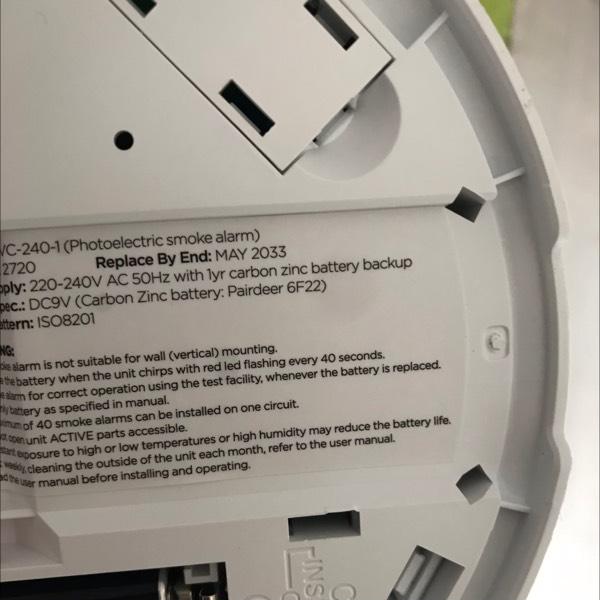 VC-240-1 (Photoelectric smoke alarm)
2720 Replace By End: MAY 2033
220-240V AC 50Hz with 1yr carbon zinc battery backup
DC9V (Carbon Zinc battery: Pairdeer 6F22)
ISO8201
alarm is not suitable for wall (vertical) mounting.
the battery when the unit chirps with red led flashing every 40 seconds.
alarm for correct operation using the test facility, whenever the battery is replaced.
battery as specified in manual.
of 40 smoke alarms can be installed on one circuit.
open unit ACTIVE parts accessible.
exposure to high or low temperatures or high humidity may reduce the battery life.
weekly, cleaning the outside of the unit each month, refer to the user manual.
user manual before installing and operating.